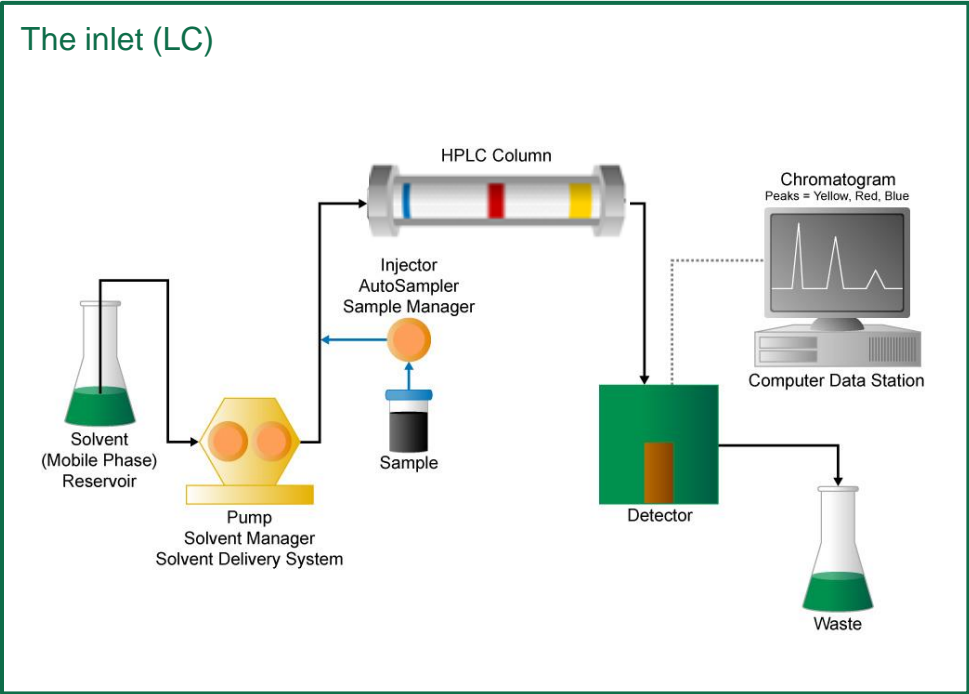 The inlet (LC)
HPLC Column
Chromatogram
Peaks = Yellow, Red, Blue
Injector
AutoSampler
Sample Manager
Computer Data Station
Solvent
(Mobile Phase)
Reservoir
Sample
Pump
Solvent Manager
Solvent Delivery System
Detector
Waste